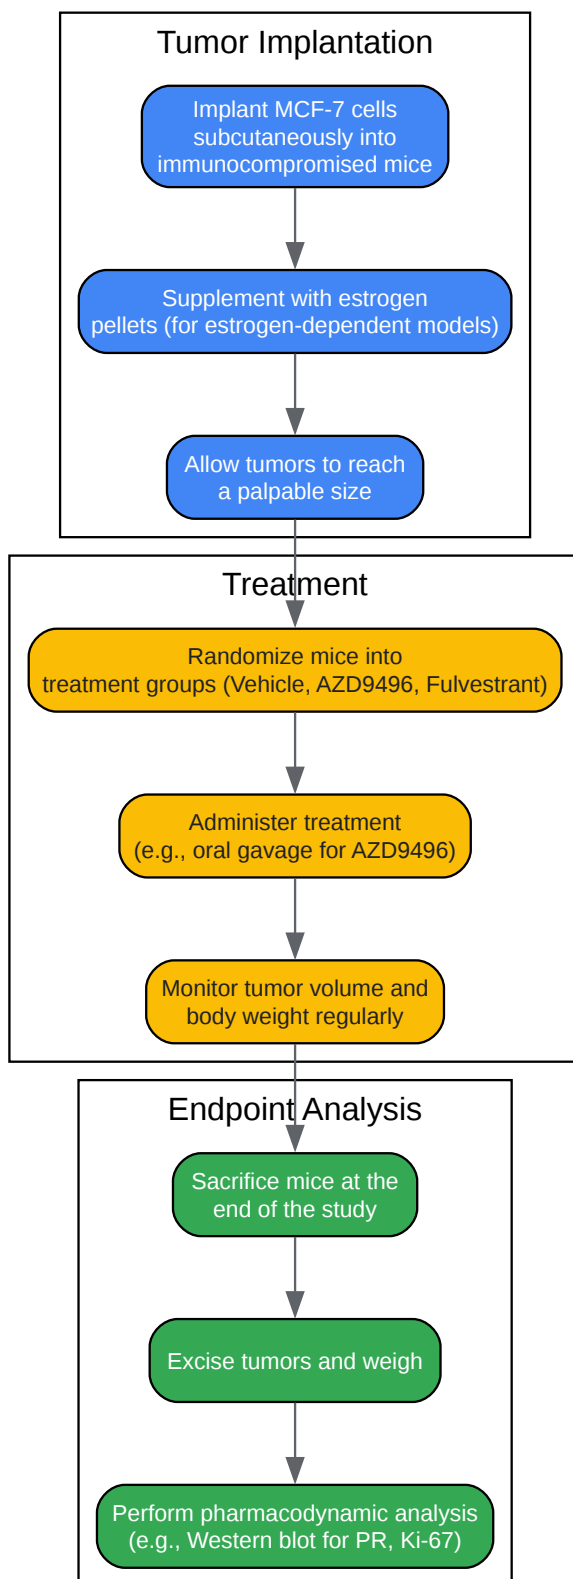 Tumor Implantation
Implant MCF-7 cells
subcutaneously into
immunocompromised mice
Supplement with estrogen
pellets (for estrogen-dependent models)
Allow tumors to reach
a palpable size
Treatment
Randomize mice into
treatment groups (Vehicle, AZD9496, Fulvestrant)
Administer treatment
(e.g., oral gavage for AZD9496)
Monitor tumor volume and
body weight regularly
Endpoint Analysis
Sacrifice mice at the
end of the study
Excise tumors and weigh
Perform pharmacodynamic analysis
(e.g., Western blot for PR, Ki-67)